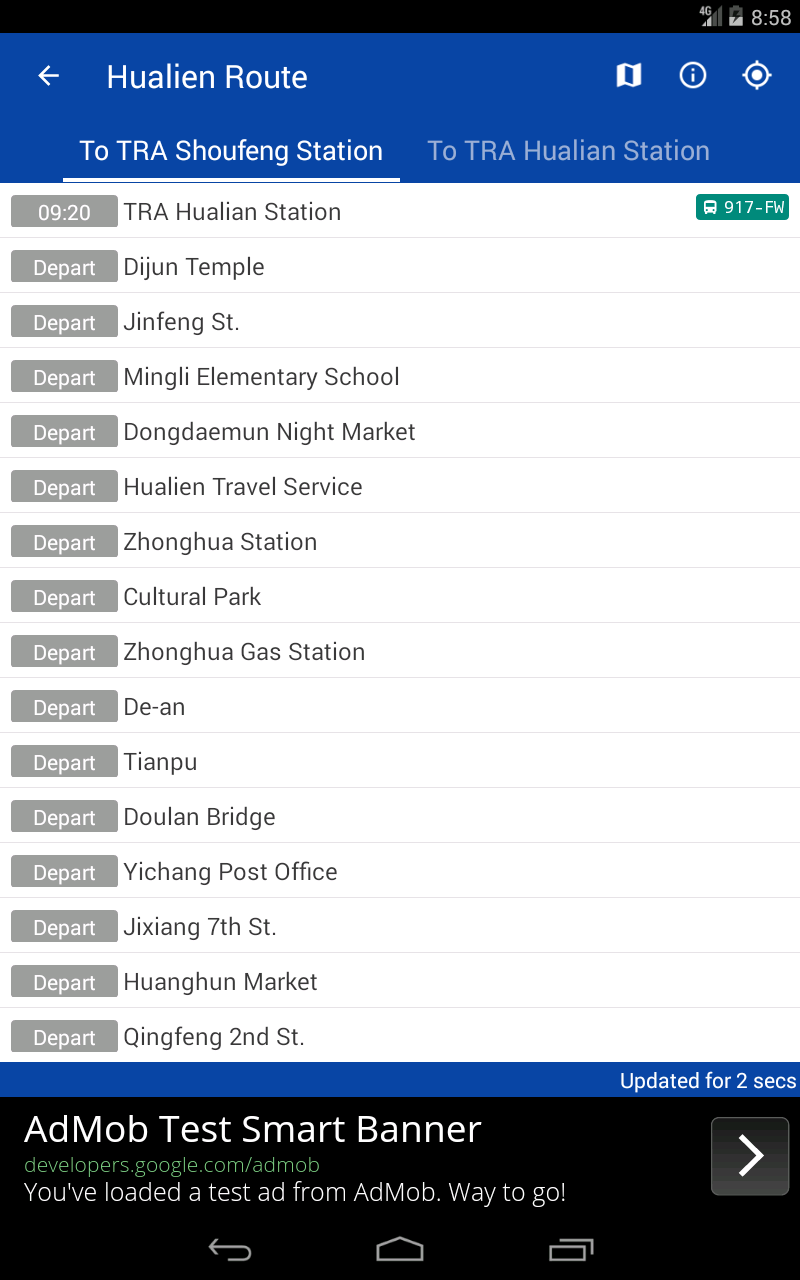 4G 8:58
Hualien Route
To TRA Shoufeng Station To TRA Hualian Station
09:20 TRA Hualian Station 917-FW
Depart Dijun Temple
Depart Jinfeng St.
Depart Mingli Elementary School
Depart Dongdaemun Night Market
Depart Hualien Travel Service
Depart Zhonghua Station
Depart Cultural Park
Depart Zhonghua Gas Station
Depart De-an
Depart Tianpu
Depart Doulan Bridge
Depart Yichang Post Office
Depart Jixiang 7th St.
Depart Huanghun Market
Depart Qingfeng 2nd St.
Updated for 2 secs
AdMob Test Smart Banner
developers.google.com/admob
You've loaded a test ad from AdMob. Way to go!